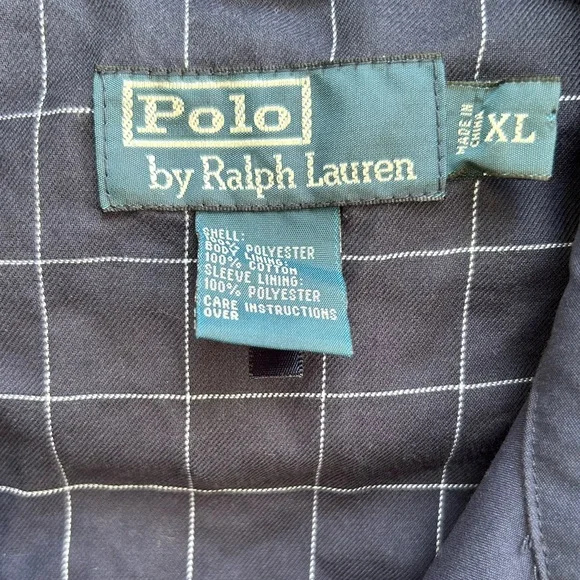 Polo
by Ralph Lauren
MADE IN
CHINA
XL
SHELL:
POLYESTER
BODY LINING:
100% COTTON
SLEEVE LINING:
100% POLYESTER
CARE INSTRUCTIONS
OVER